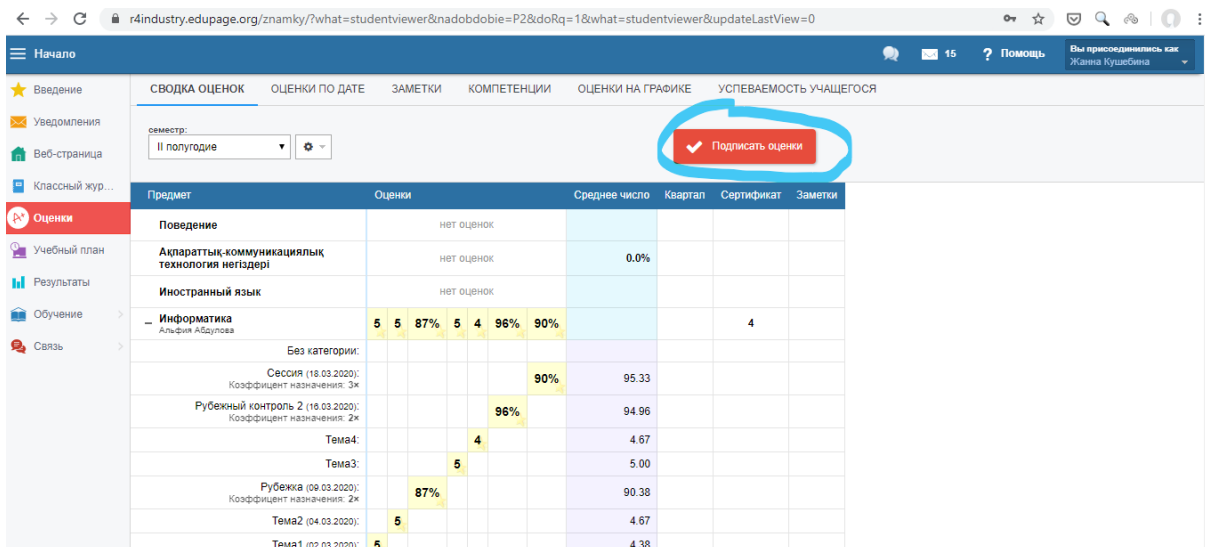 r4industry.edupage.org/znamky/?what=studentviewer&nadobdobie=P2&doRq=1&what=studentviewer&updateLastView=0
Начало
15
? Помощь
Вы присоединились как
Жанна Кушебина
Введение
Уведомления
Веб-страница
Классный жур...
Оценки
Учебный план
Результаты
Обучение
Связь
СВОДКА ОЦЕНОК ОЦЕНКИ ПО ДАТЕ ЗАМЕТКИ КОМПЕТЕНЦИИ ОЦЕНКИ НА ГРАФИКЕ УСПЕВАЕМОСТЬ УЧАЩЕГОСЯ
семестр:
II полугодие
Подписать оценки
Предмет Оценки Среднее число Квартал Сертификат Заметки
Поведение нет оценок
Ақпараттық-коммуникациялық
технология негіздері нет оценок 0.0%
Иностранный язык нет оценок
– Информатика 5 5 87% 5 4 96% 90% 4
Альфия Абдулова
Без категории:
Сессия (18.03.2020): 90% 95.33
Коэффицент назначения: 3×
Рубежный контроль 2 (16.03.2020): 96% 94.96
Коэффицент назначения: 2×
Тема4: 4 4.67
Тема3: 5 5.00
Рубежка (09.03.2020): 87% 90.38
Коэффицент назначения: 2×
Тема2 (04.03.2020): 5 4.67
Тема1 (02.03.2020): 5 4.38